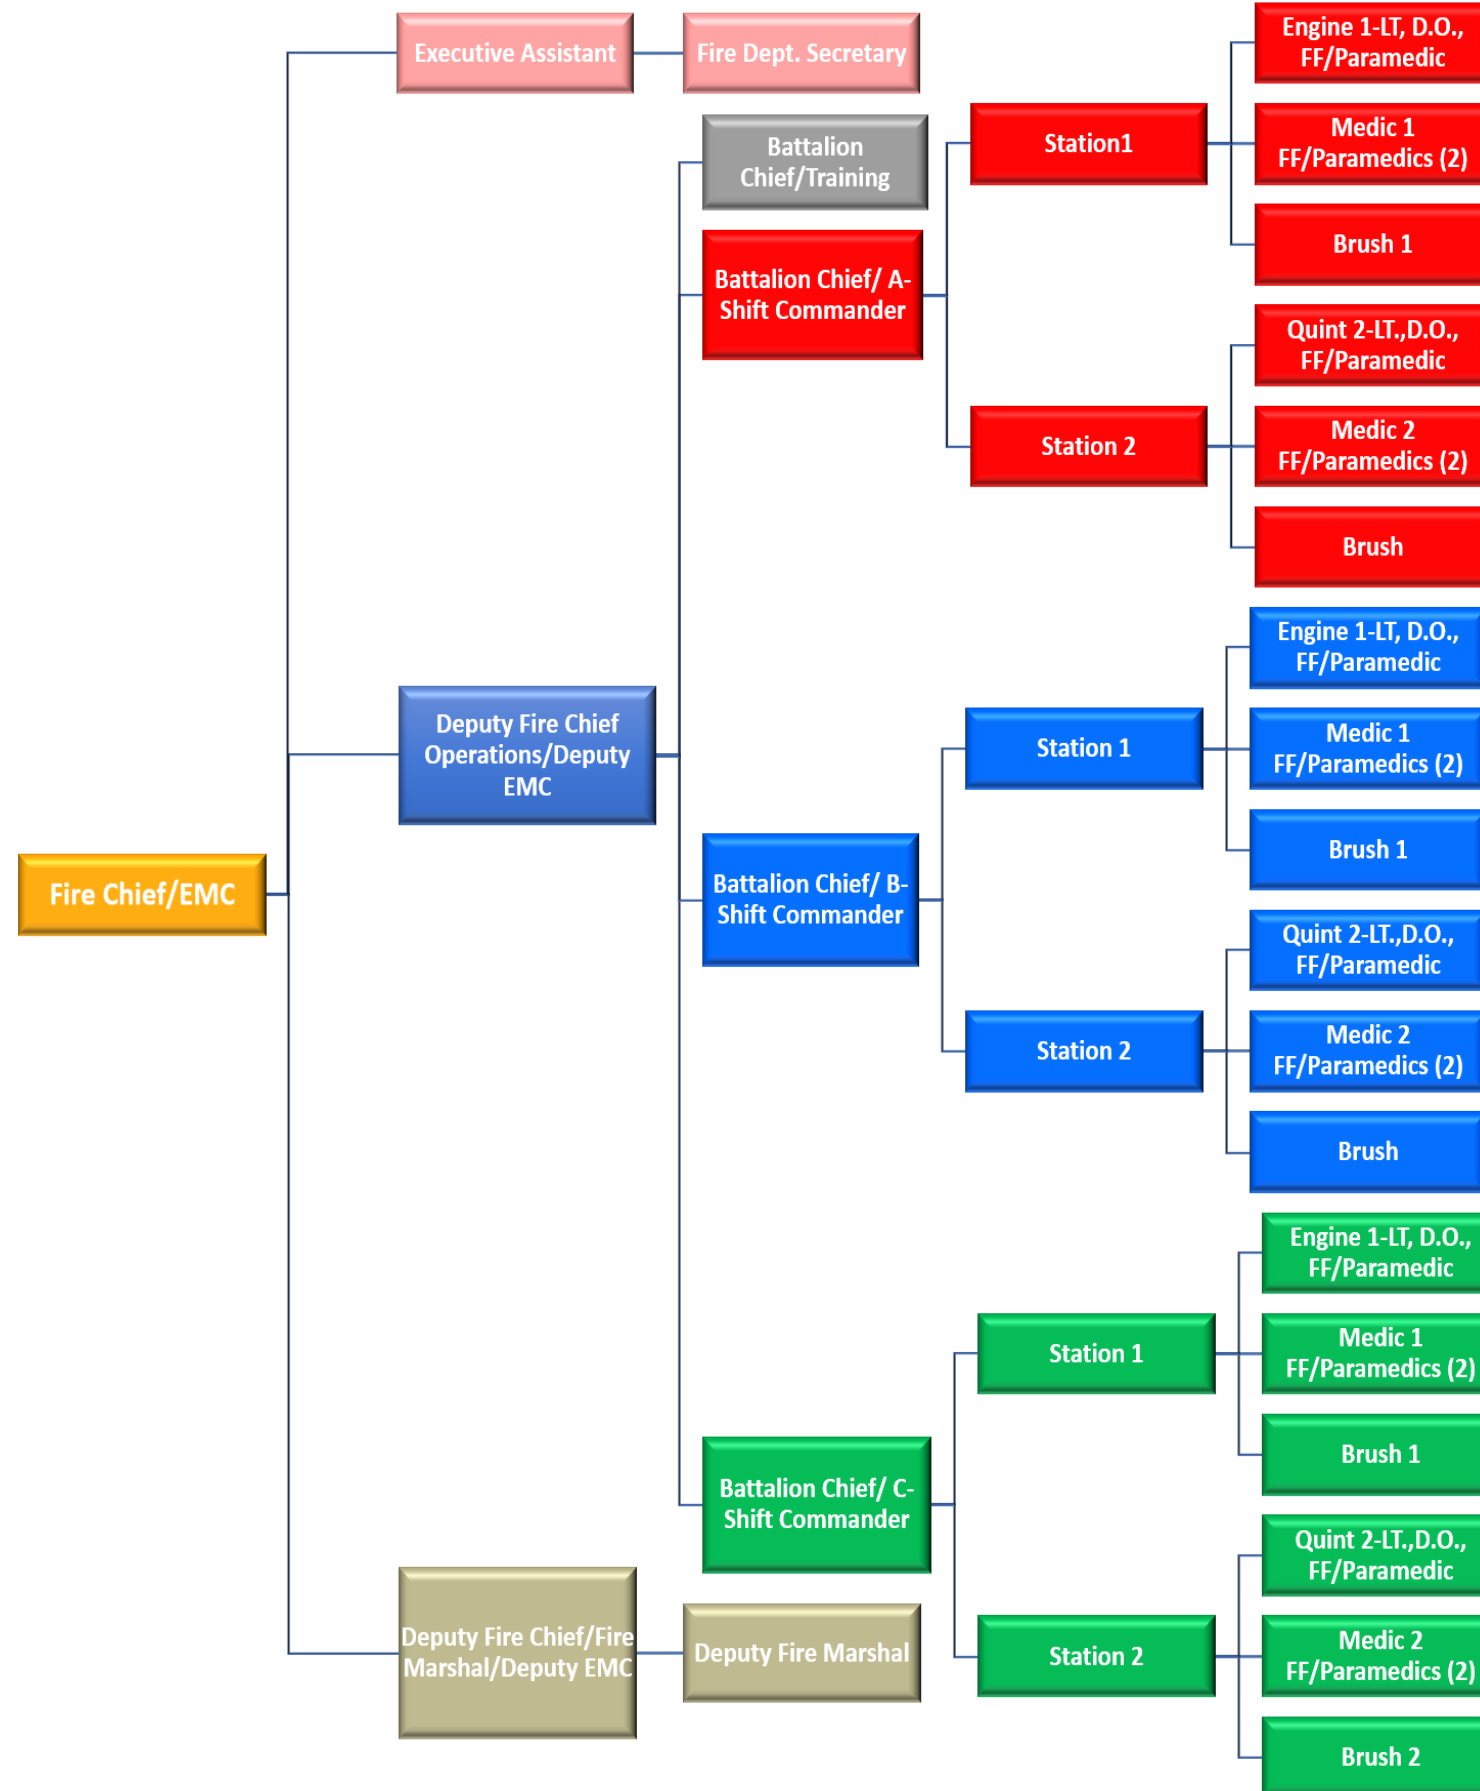 Executive Assistant
Fire Dept. Secretary
Battalion
Chief/Training
Battalion Chief/ A-
Shift Commander
Station1
Engine 1-LT, D.O.,
FF/Paramedic
Medic 1
FF/Paramedics (2)
Brush 1
Station 2
Quint 2-LT.,D.O.,
FF/Paramedic
Medic 2
FF/Paramedics (2)
Brush
Fire Chief/EMC
Deputy Fire Chief
Operations/Deputy
EMC
Battalion Chief/ B-
Shift Commander
Station 1
Engine 1-LT, D.O.,
FF/Paramedic
Medic 1
FF/Paramedics (2)
Brush 1
Station 2
Quint 2-LT.,D.O.,
FF/Paramedic
Medic 2
FF/Paramedics (2)
Brush
Battalion Chief/ C-
Shift Commander
Station 1
Engine 1-LT, D.O.,
FF/Paramedic
Medic 1
FF/Paramedics (2)
Brush 1
Station 2
Quint 2-LT.,D.O.,
FF/Paramedic
Medic 2
FF/Paramedics (2)
Brush 2
Deputy Fire Chief/Fire
Marshal/Deputy EMC
Deputy Fire Marshal